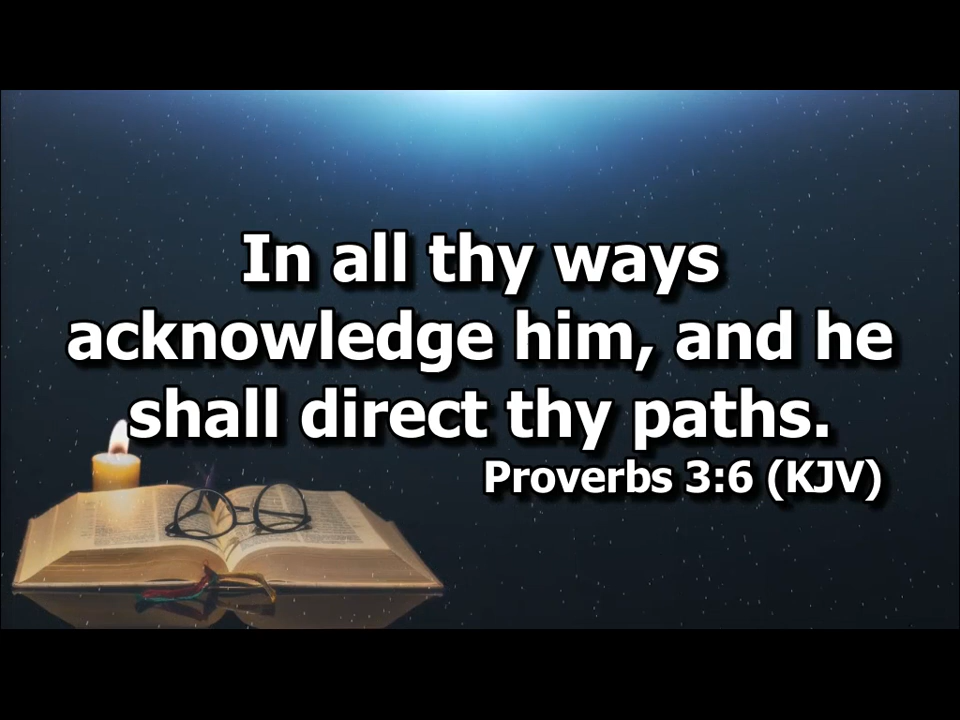 In all thy ways
acknowledge him, and he
shall direct thy paths.
Proverbs 3:6 (KJV)